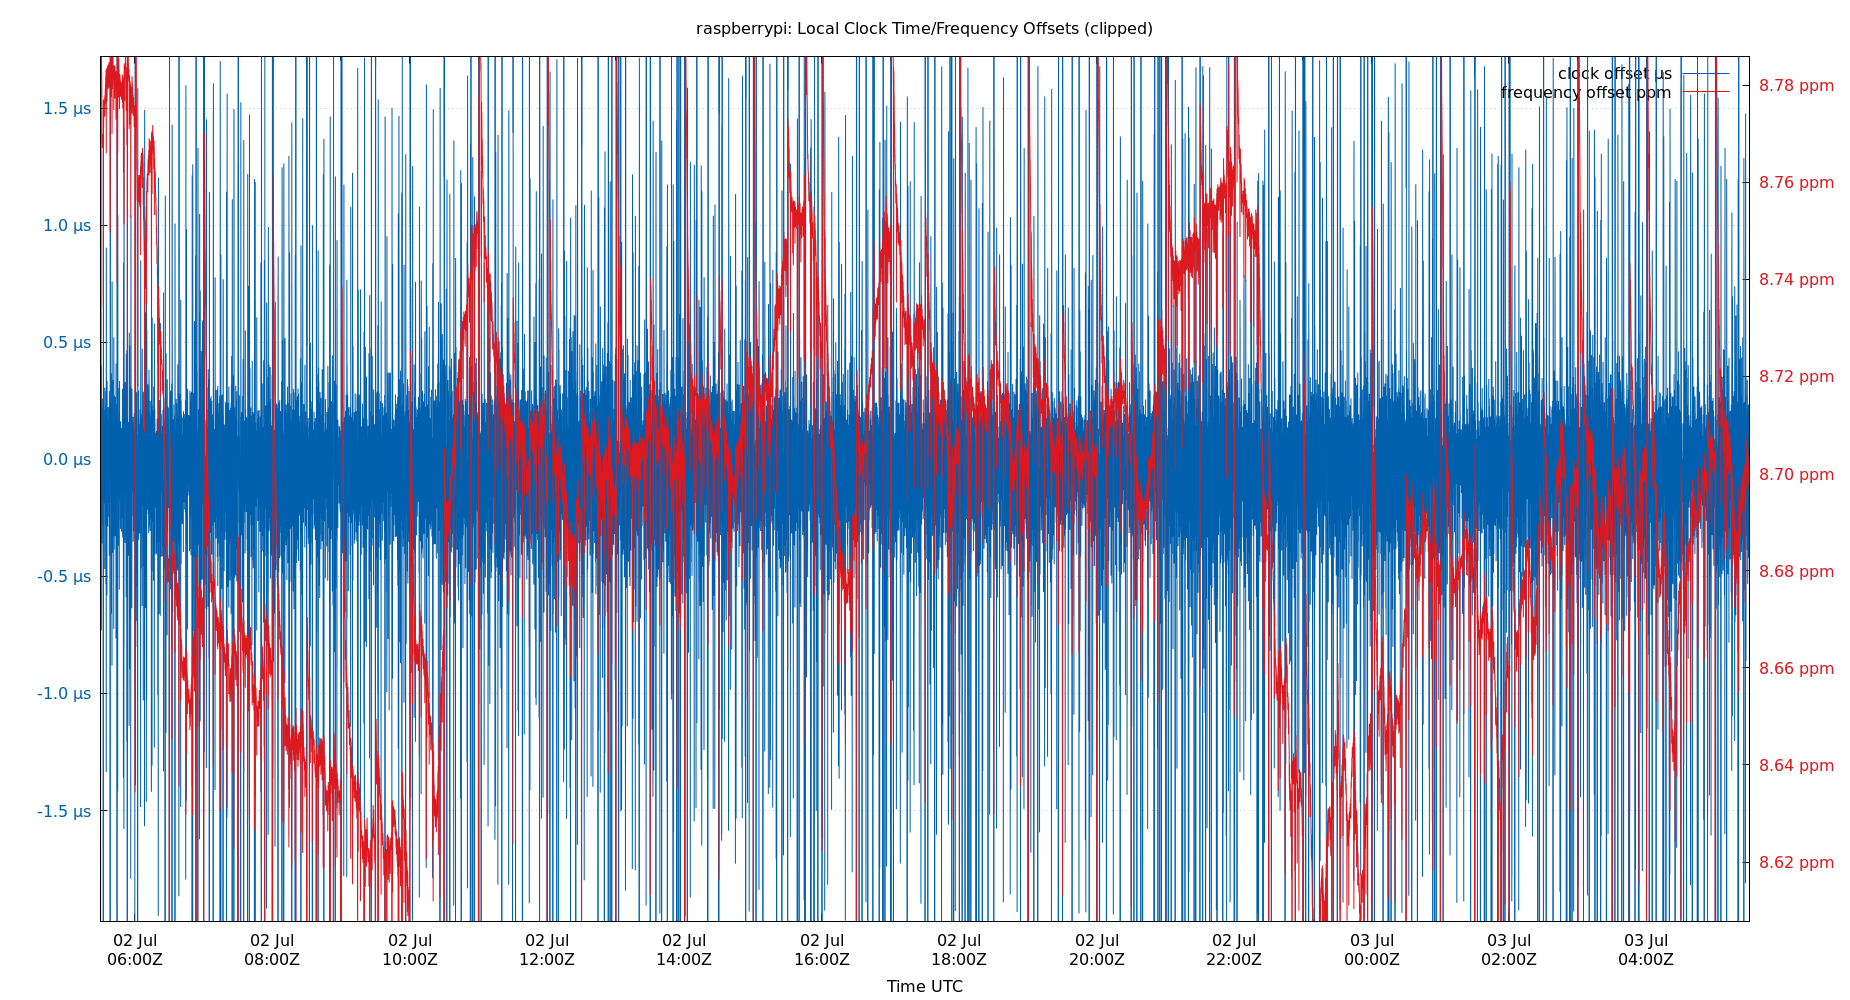 raspberrypi: Local Clock Time/Frequency Offsets (clipped)
clock offset µs
frequency offset ppm
1.5 µs
1.0 µs
0.5 µs
0.0 µs
-0.5 µs
-1.0 µs
-1.5 µs
8.78 ppm
8.76 ppm
8.74 ppm
8.72 ppm
8.70 ppm
8.68 ppm
8.66 ppm
8.64 ppm
8.62 ppm
02 Jul 02 Jul 02 Jul 02 Jul 02 Jul 02 Jul 02 Jul 02 Jul 02 Jul 03 Jul 03 Jul 03 Jul
06:00Z 08:00Z 10:00Z 12:00Z 14:00Z 16:00Z 18:00Z 20:00Z 22:00Z 00:00Z 02:00Z 04:00Z
Time UTC